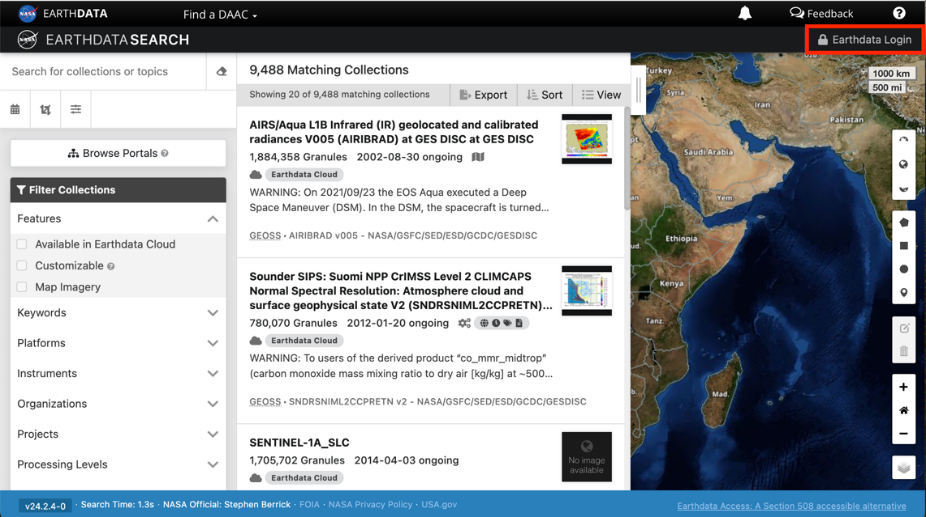 NASA EARTHDATA Find a DAAC Feedback ?
NASA EARTHDATA SEARCH Earthdata Login
Search for collections or topics
9,488 Matching Collections
Showing 20 of 9,488 matching collections Export Sort View
Browse Portals ?
Filter Collections
Features
Available in Earthdata Cloud
Customizable ?
Map Imagery
Keywords
Platforms
Instruments
Organizations
Projects
Processing Levels
AIRS/Aqua L1B Infrared (IR) geolocated and calibrated
radiances V005 (AIRIBRAD) at GES DISC at GES DISC
1,884,358 Granules 2002-08-30 ongoing
Earthdata Cloud
WARNING: On 2021/09/23 the EOS Aqua executed a Deep
Space Maneuver (DSM). In the DSM, the spacecraft is turned...
GEOSS • AIRIBRAD v005 - NASA/GSFC/SED/ESD/GCDC/GESDISC
Sounder SIPS: Suomi NPP CrIMSS Level 2 CLIMCAPS
Normal Spectral Resolution: Atmosphere cloud and
surface geophysical state V2 (SNDRSNIML2CCPRETN)...
780,070 Granules 2012-01-20 ongoing
Earthdata Cloud
WARNING: To users of the derived product "co_mmr_midtrop"
(carbon monoxide mass mixing ratio to dry air [kg/kg] at ~500...
GEOSS • SNDRSNIML2CCPRETN v2 - NASA/GSFC/SED/ESD/GCDC/GESDISC
SENTINEL-1A_SLC
1,705,702 Granules 2014-04-03 ongoing
Earthdata Cloud
No image
available
1000 km
500 mi
Turkey
Syria
Iran
Pakistan
Saudi Arabia
Yem.
Ethiopia
Kenya
Tanz.
Mad.
v24.2.4-0 • Search Time: 1.3s • NASA Official: Stephen Berrick • FOIA • NASA Privacy Policy • USA.gov
Earthdata Access: A Section 508 accessible alternative